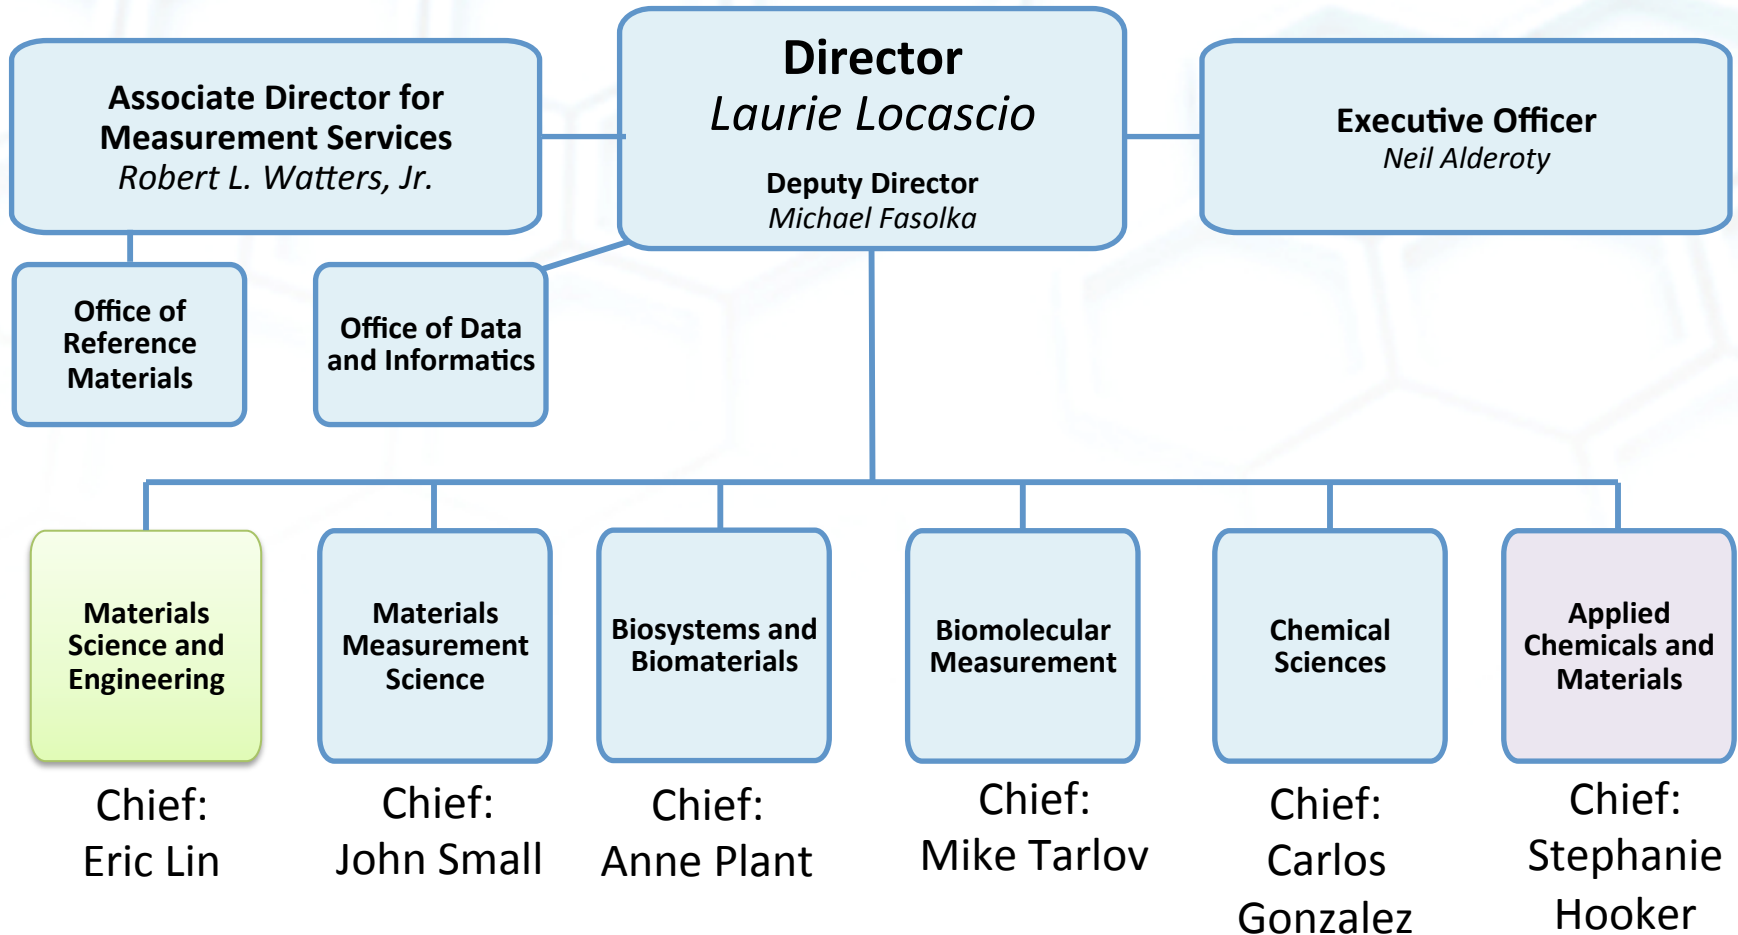 Associate Director for
Measurement Services
Robert L. Watters, Jr.
Director
Laurie Locascio
Deputy Director
Michael Fasolka
Executive Officer
Neil Alderoty
Office of
Reference
Materials
Office of Data
and Informatics
Materials
Science and
Engineering
Materials
Measurement
Science
Biosystems and
Biomaterials
Biomolecular
Measurement
Chemical
Sciences
Applied
Chemicals and
Materials
Chief:
Eric Lin
Chief:
John Small
Chief:
Anne Plant
Chief:
Mike Tarlov
Chief:
Carlos
Gonzalez
Chief:
Stephanie
Hooker